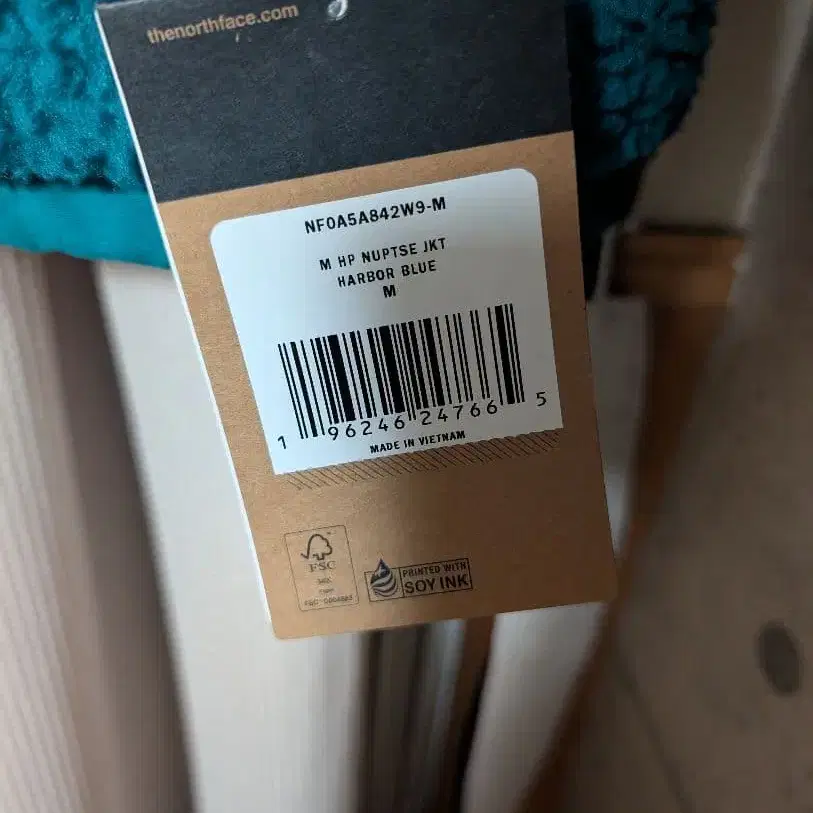 thenorthface.com
NF0A5A842W9-M
M HP NUPTSE JKT
HARBOR BLUE
M
1 96246 24766 5
MADE IN VIETNAM
FSC
PRINTED WITH
SOY INK